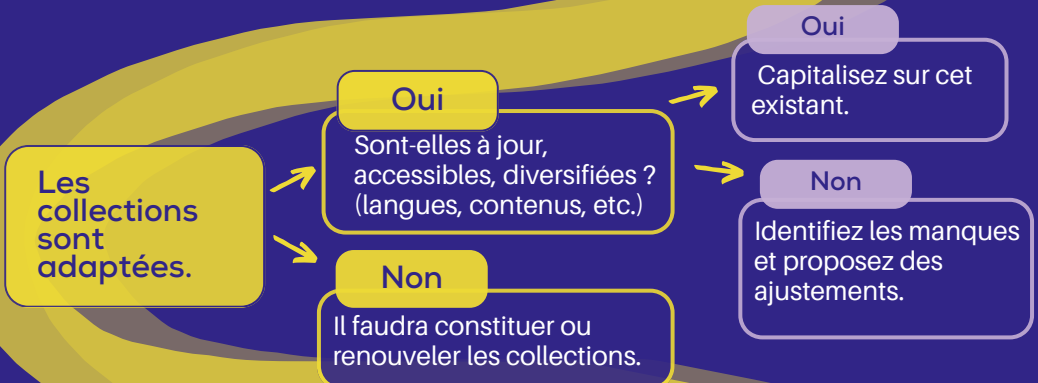 Les
collections
sont
adaptées.
Oui
Sont-elles à jour,
accessibles, diversifiées ?
(langues, contenus, etc.)
Oui
Capitalisez sur cet
existant.
Non
Identifiez les manques
et proposez des
ajustements.
Non
Il faudra constituer ou
renouveler les collections.